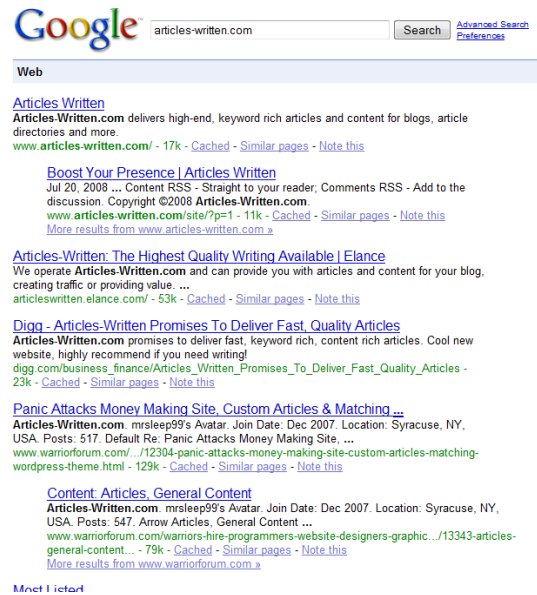 Google™ articles-written.com Search Advanced Search
Preferences
Web
Articles Written
Articles-Written.com delivers high-end, keyword rich articles and content for blogs, article
directories and more.
www.articles-written.com/ - 17k - Cached - Similar pages - Note this
Boost Your Presence | Articles Written
Jul 20, 2008 ... Content RSS - Straight to your reader; Comments RSS - Add to the
discussion. Copyright ©2008 Articles-Written.com.
www.articles-written.com/site/?p=1 - 11k - Cached - Similar pages - Note this
More results from www.articles-written.com »
Articles-Written: The Highest Quality Writing Available | Elance
We operate Articles-Written.com and can provide you with articles and content for your blog,
creating traffic or providing value. ...
articleswritten.elance.com/ - 53k - Cached - Similar pages - Note this
Digg - Articles-Written Promises To Deliver Fast, Quality Articles
Articles-Written.com promises to deliver fast, keyword rich, content rich articles. Cool new
website, highly recommend if you need writing!
digg.com/business_finance/Articles_Written_Promises_To_Deliver_Fast_Quality_Articles -
23k - Cached - Similar pages - Note this
Panic Attacks Money Making Site, Custom Articles & Matching ...
Articles-Written.com. mrsleep99's Avatar. Join Date: Dec 2007. Location: Syracuse, NY,
USA. Posts: 517. Default Re: Panic Attacks Money Making Site, ...
www.warriorforum.com/.../12304-panic-attacks-money-making-site-custom-articles-matching-
wordpress-theme.html - 129k - Cached - Similar pages - Note this
Content: Articles, General Content
Articles-Written.com. mrsleep99's Avatar. Join Date: Dec 2007. Location: Syracuse, NY,
USA. Posts: 547. Arrow Articles, General Content ...
www.warriorforum.com/warriors-hire-programmers-website-designers-graphic.../13343-articles-
general-content... - 79k - Cached - Similar pages - Note this
More results from www.warriorforum.com »
Most Listed